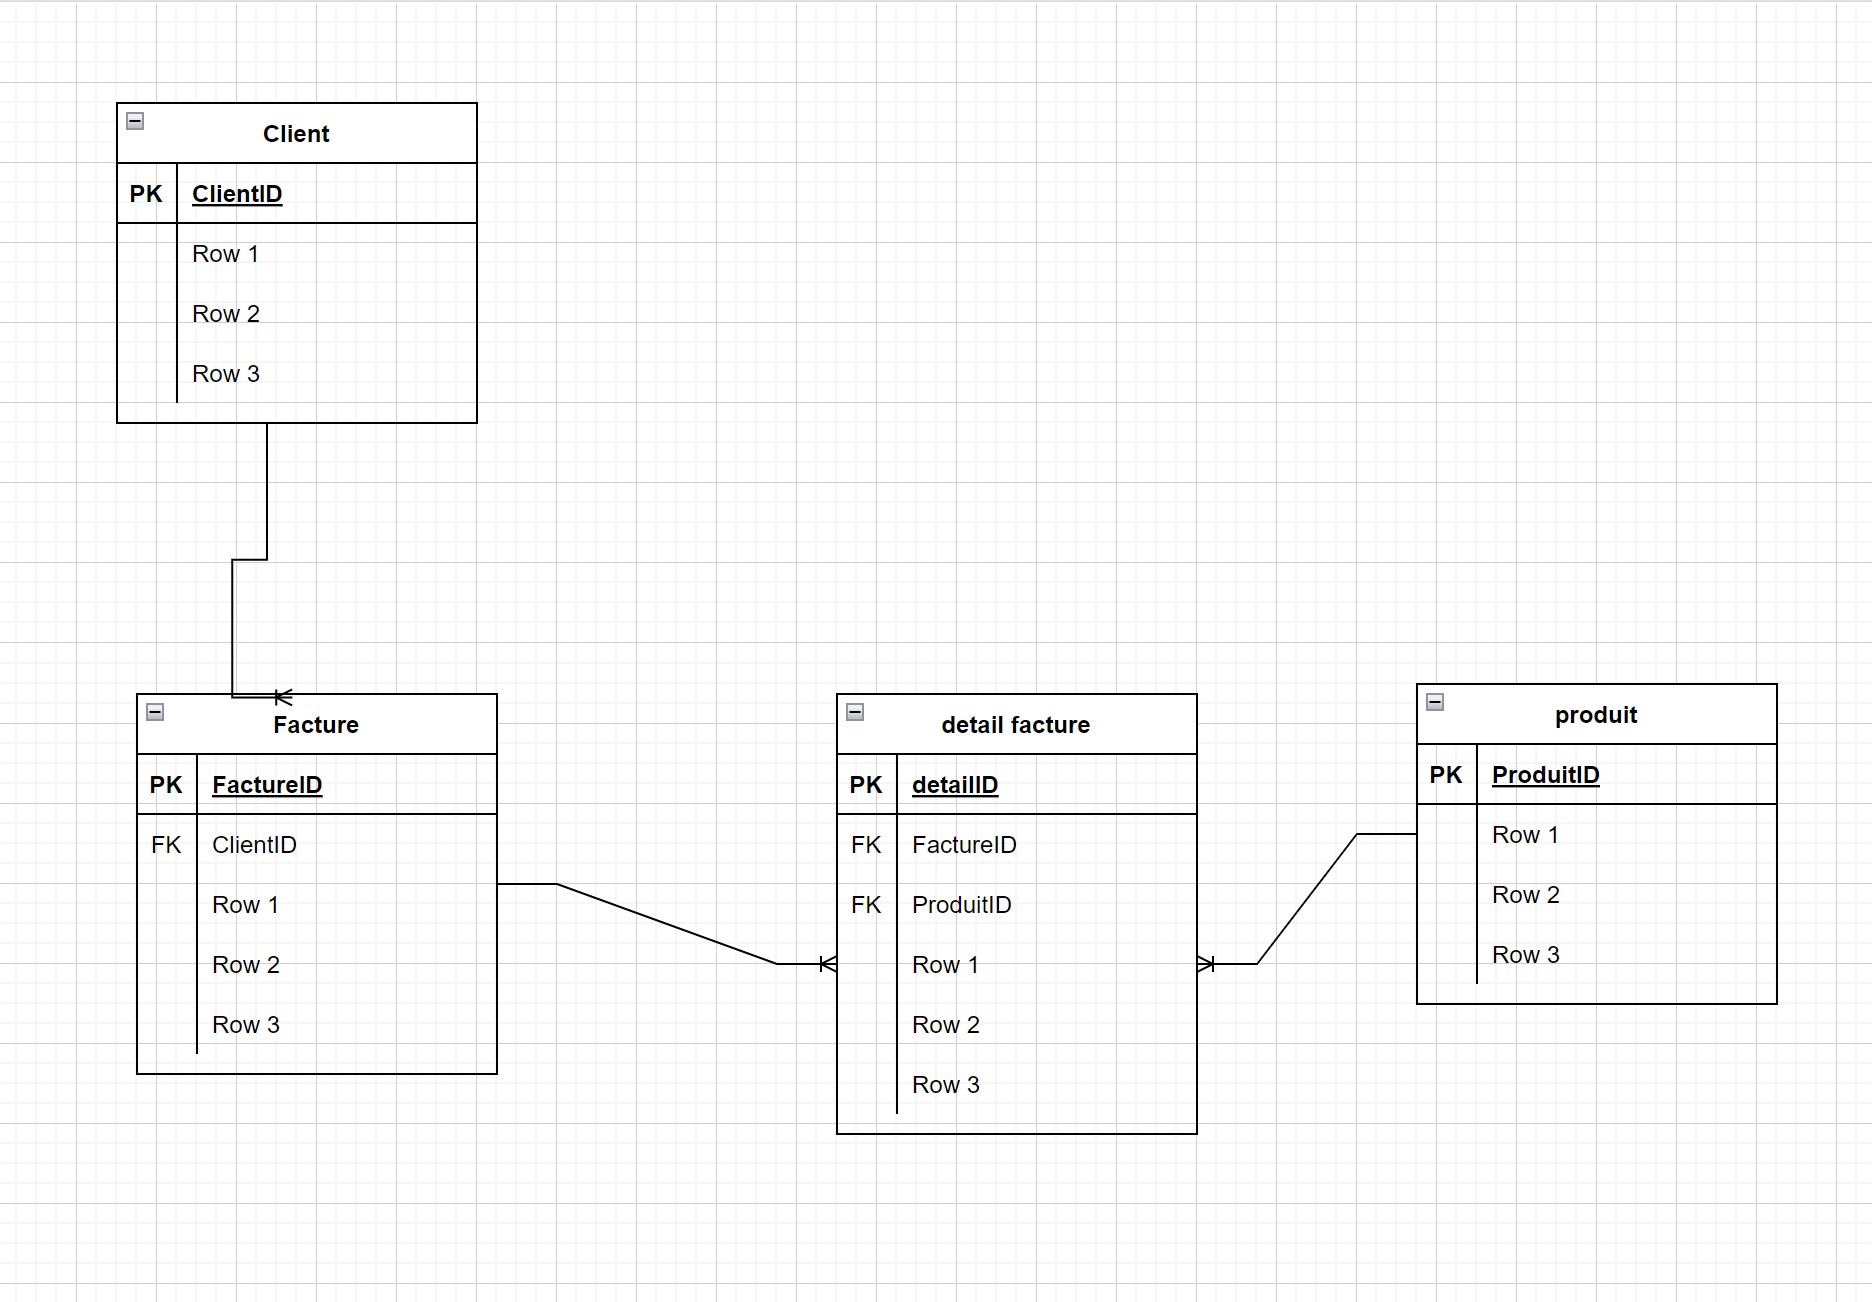 Client
PK ClientID
Row 1
Row 2
Row 3
Facture
PK FactureID
FK ClientID
Row 1
Row 2
Row 3
detail facture
PK detailID
FK FactureID
FK ProduitID
Row 1
Row 2
Row 3
produit
PK ProduitID
Row 1
Row 2
Row 3